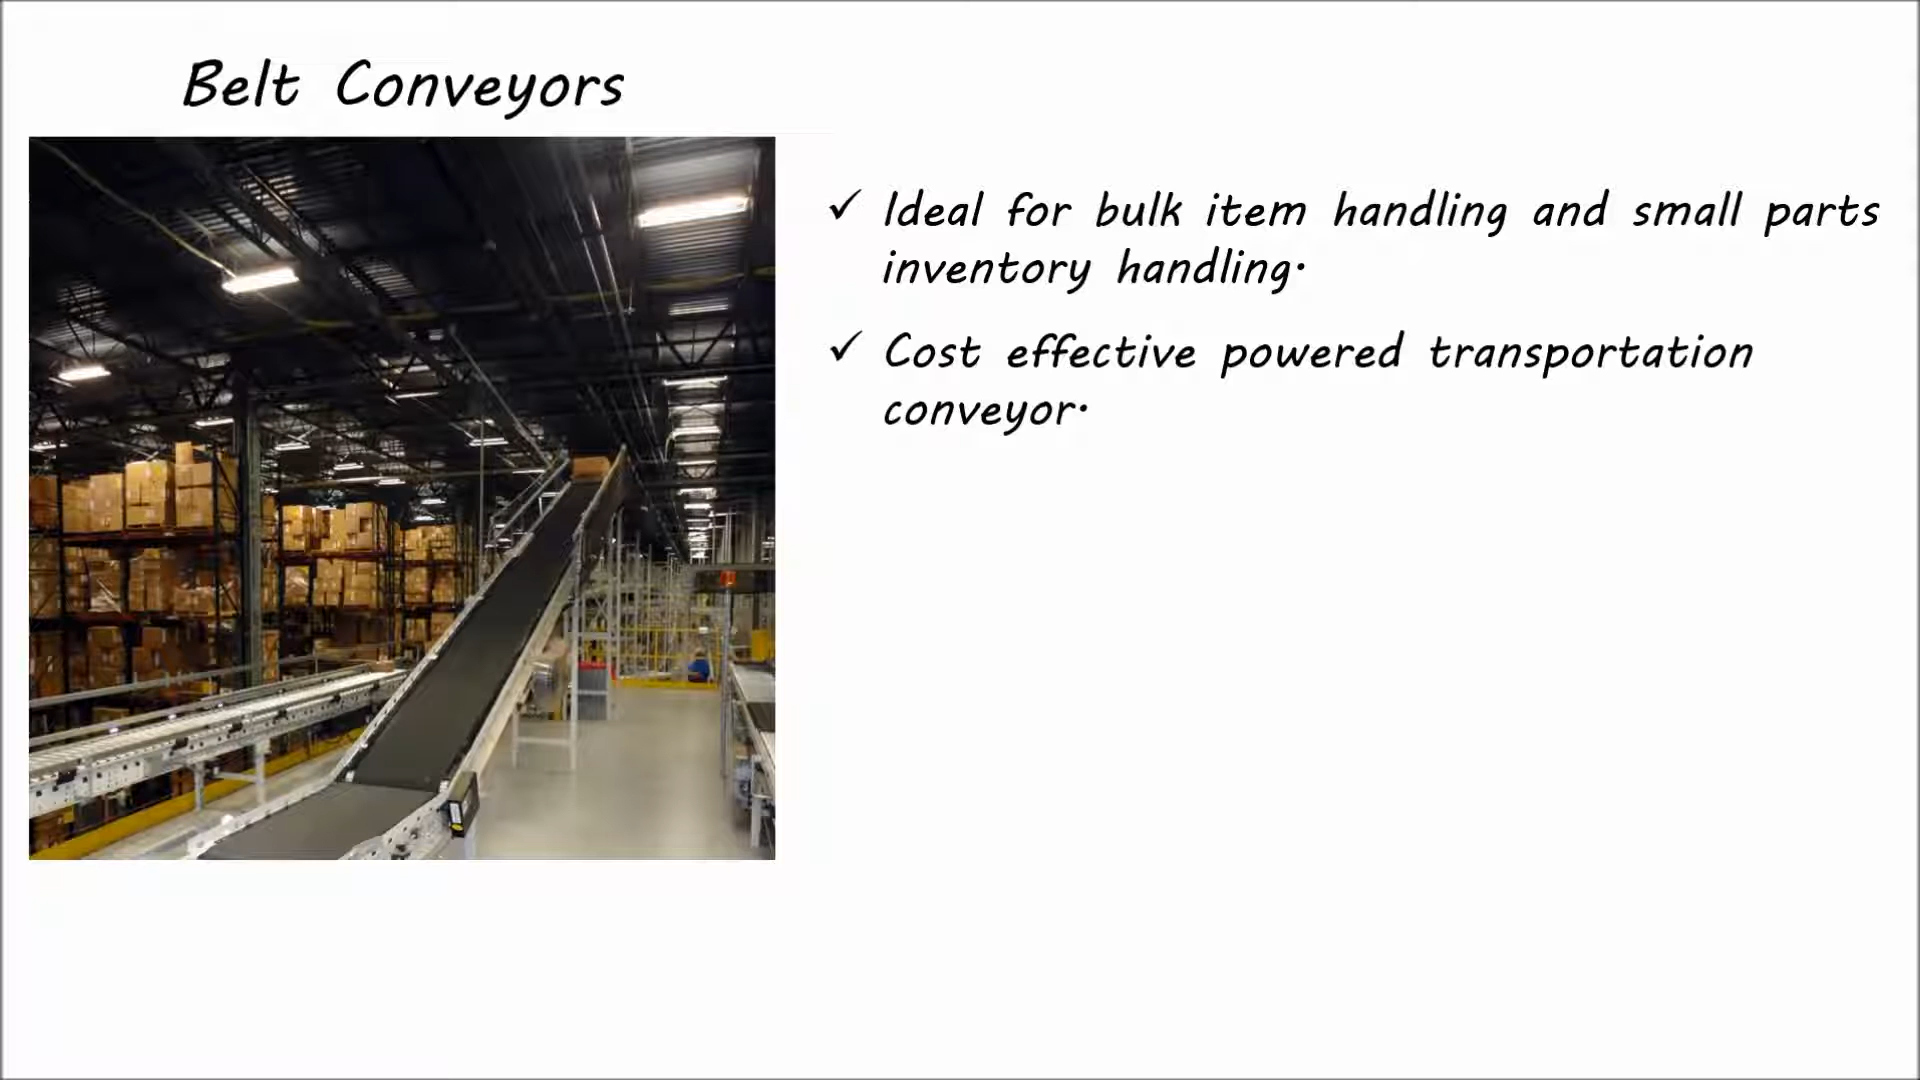 Belt Conveyors
✓ Ideal for bulk item handling and small parts
inventory handling.
✓ Cost effective powered transportation
conveyor.